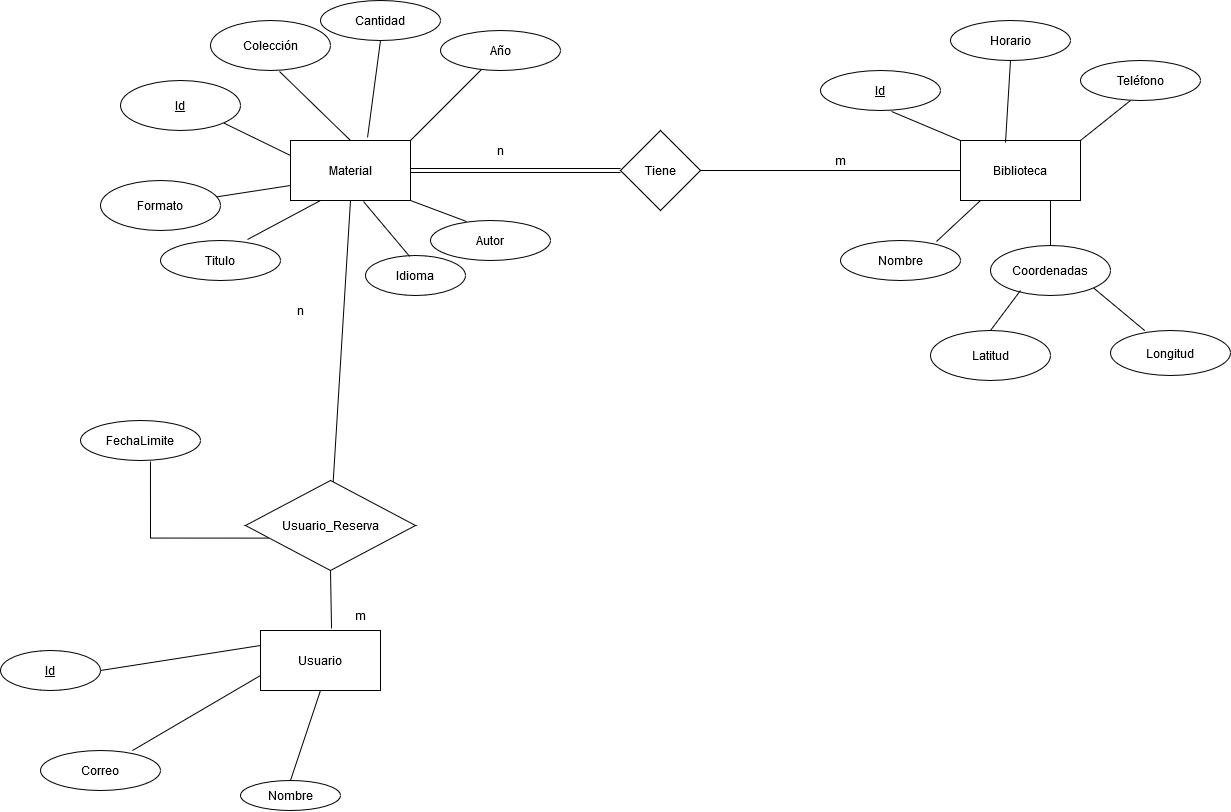 Cantidad
Colección
Año
Horario
Teléfono
Id
Id
Material
n
Tiene
m
Biblioteca
Formato
Autor
Titulo
Idioma
Nombre
Coordenadas
Latitud
Longitud
n
FechaLimite
Usuario_Reserva
m
Usuario
Id
Correo
Nombre